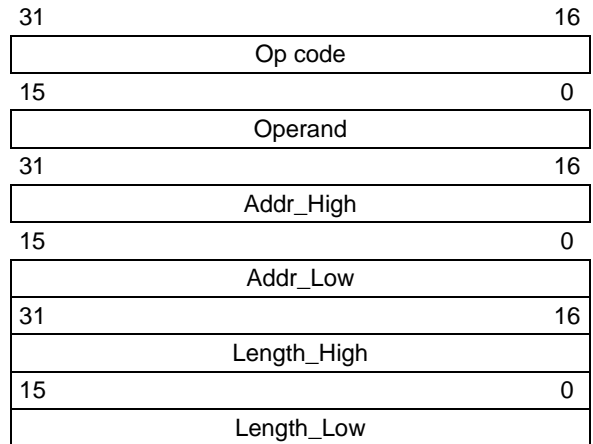 31 16
Op code
15 0
Operand
31 16
Addr_High
15 0
Addr_Low
31 16
Length_High
15 0
Length_Low